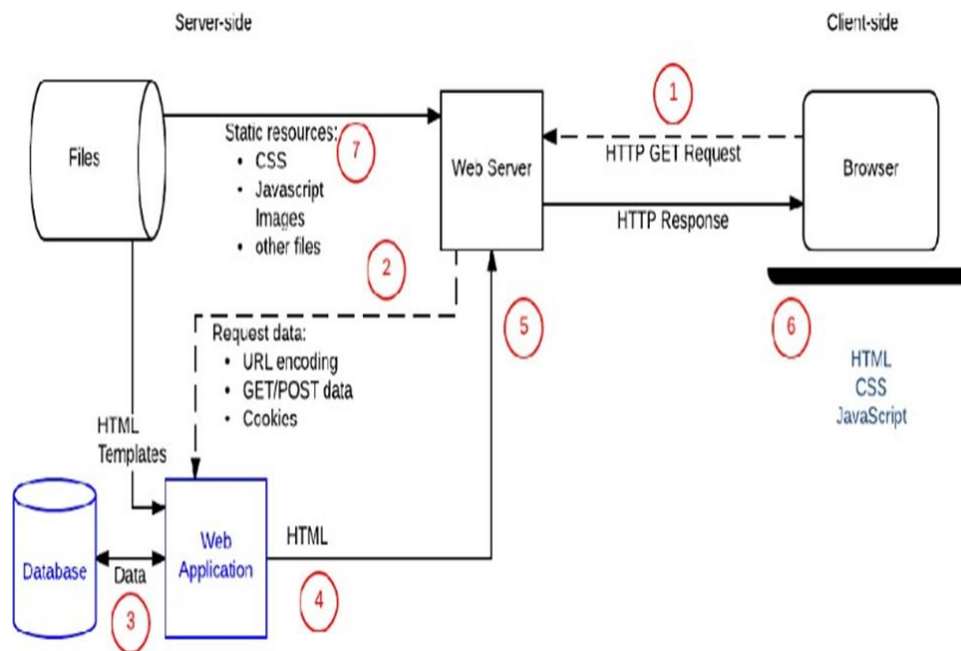 Server-side
Client-side
Files
Static resources:
• CSS
• Javascript
Images
• other files
7
Web Server
1
HTTP GET Request
HTTP Response
Browser
2
Request data:
• URL encoding
• GET/POST data
• Cookies
5
6
HTML
CSS
JavaScript
HTML
Templates
Database
Data
3
Web
Application
HTML
4